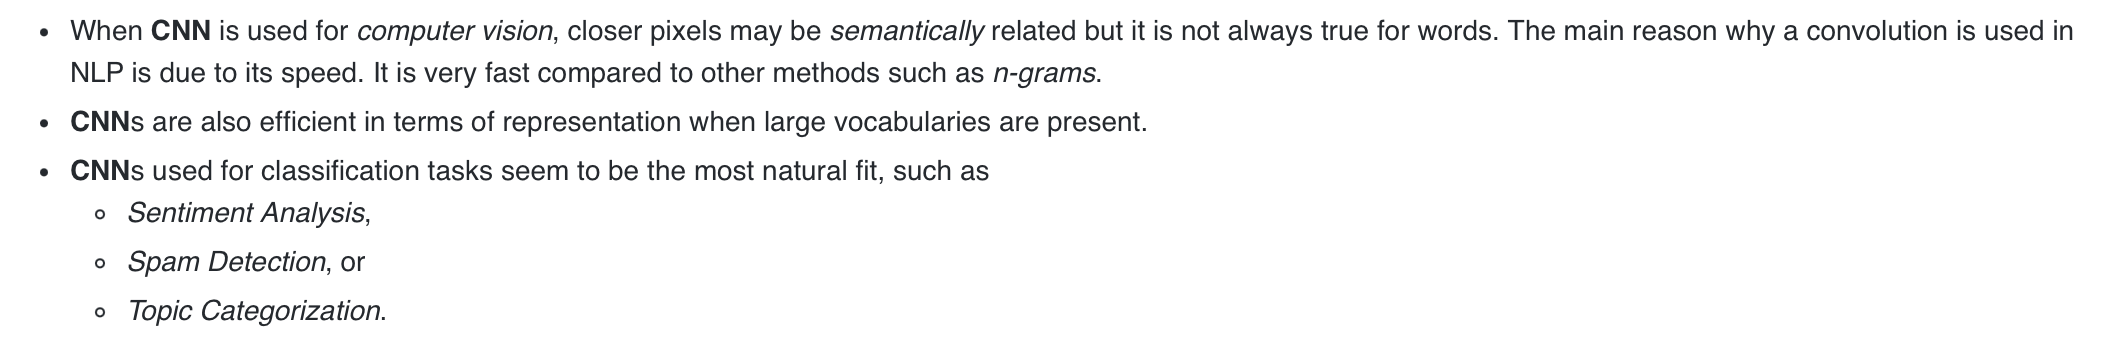 • When CNN is used for computer vision, closer pixels may be semantically related but it is not always true for words. The main reason why a convolution is used in
NLP is due to its speed. It is very fast compared to other methods such as n-grams.
• CNNs are also efficient in terms of representation when large vocabularies are present.
• CNNs used for classification tasks seem to be the most natural fit, such as
◦ Sentiment Analysis,
◦ Spam Detection, or
◦ Topic Categorization.